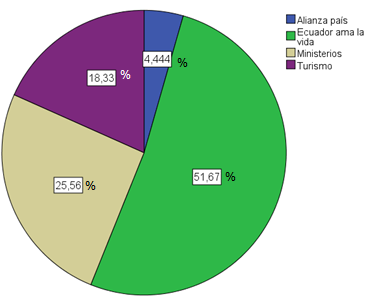 Alianza país
Ecuador ama la
vida
Ministerios
Turismo
4,444 %
18,33 %
51,67 %
25,56 %